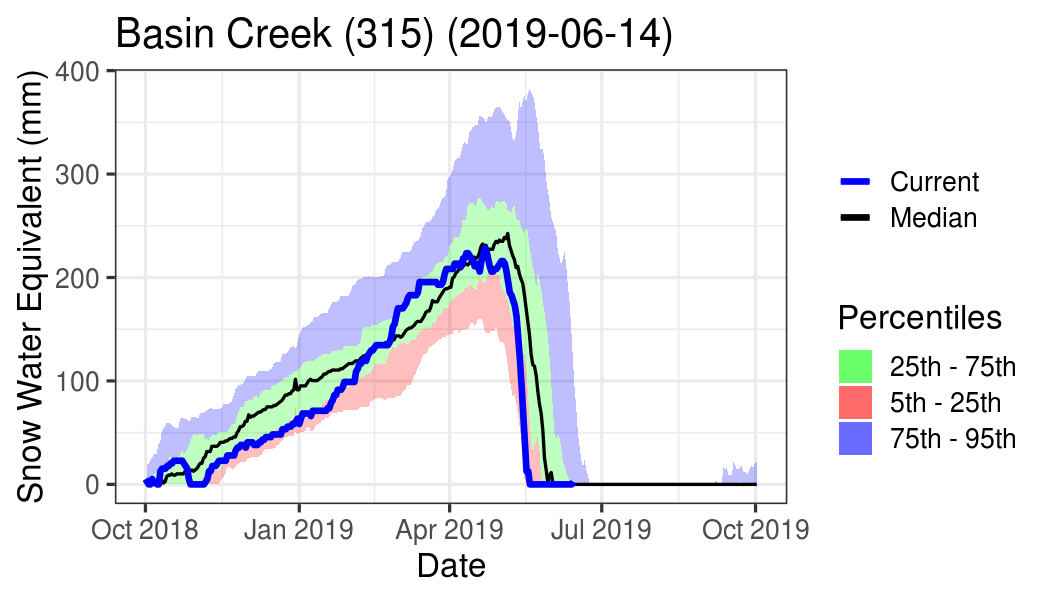 Basin Creek (315) (2019-06-14)
Snow Water Equivalent (mm)
400
300
200
100
0
Oct 2018
Jan 2019
Apr 2019
Jul 2019
Oct 2019
Date
Current
Median
Percentiles
25th - 75th
5th - 25th
75th - 95th